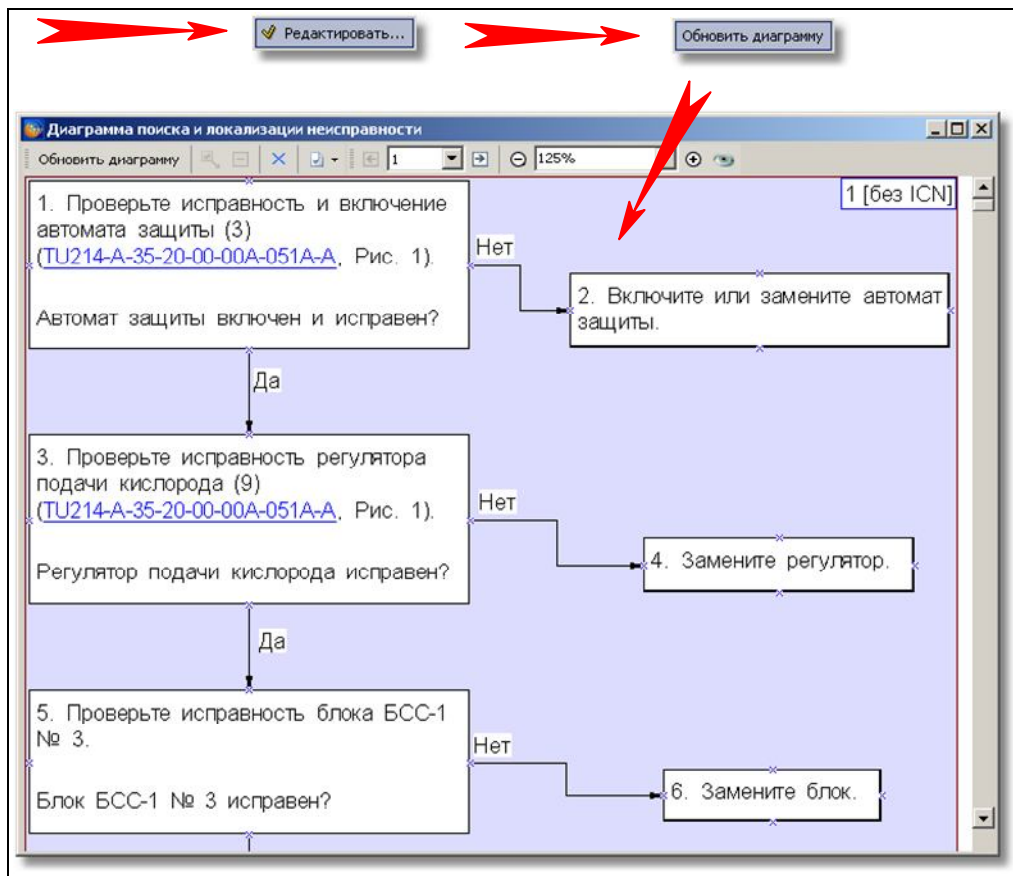 Редактировать...
Обновить диаграмму
Диаграмма поиска и локализации неисправности
Обновить диаграмму
1
125%
1 [без ICN]
1. Проверьте исправность и включение
автомата защиты (3)
(TU214-A-35-20-00-00A-051A-A, Рис. 1).
Автомат защиты включен и исправен?
Нет
2. Включите или замените автомат
защиты.
Да
3. Проверьте исправность регулятора
подачи кислорода (9)
(TU214-A-35-20-00-00A-051A-A, Рис. 1).
Регулятор подачи кислорода исправен?
Нет
4. Замените регулятор.
Да
5. Проверьте исправность блока БСС-1
№ 3.
Блок БСС-1 № 3 исправен?
Нет
6. Замените блок.